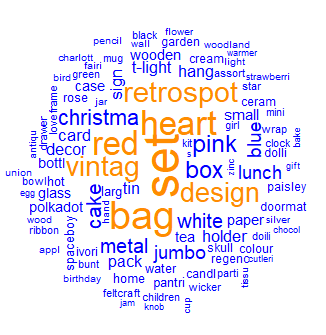 black flower
pencil wall garden woodland
charlott mug wooden cream warmer
fairi sign t-light hang light
bird green assort strawberri
drawer loveframe case retrospot star
rose jar ceram
antiqu christma heart small mini
card red kit pink blue girl wrap bake
decor s clock
union bottl vintag set box zinc dolli
bowl hot lunch gift
egg glass cake larg tin design paisley
wood polkadot hand bag white paper doormat
ribbon silver
appl spaceboy metal jumbo tea holder doili chocol
ivori skull colour
bunt pack water regenc cutleri
birthday home candl parti tissu
pantri
feltcraft children wicker
jam knob cup